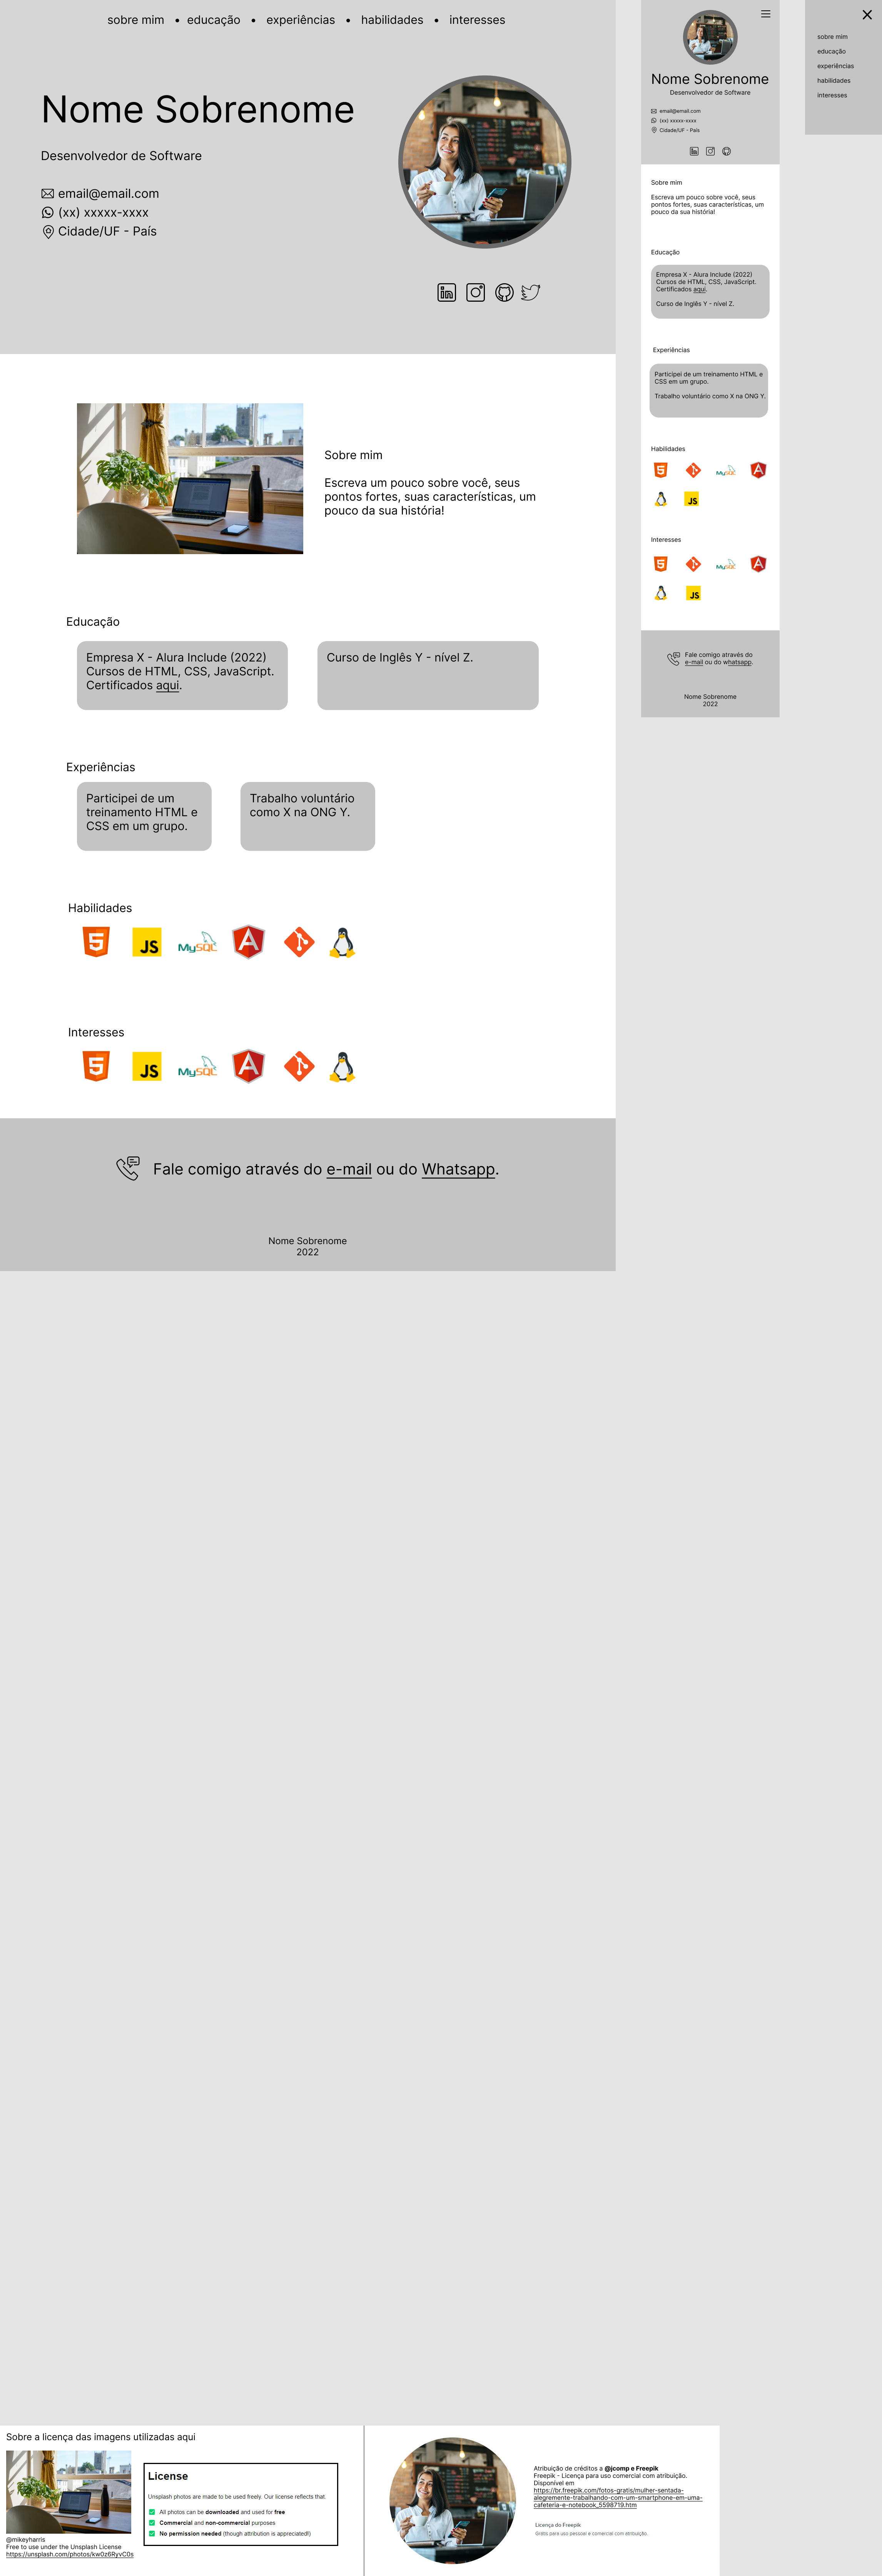 sobre mim • educação • experiências • habilidades • interesses
Nome Sobrenome
Desenvolvedor de Software
email@email.com
(xx) xxxxx-xxxx
Cidade/UF - País
Sobre mim
Escreva um pouco sobre você, seus
pontos fortes, suas características, um
pouco da sua história!
Educação
Empresa X - Alura Include (2022)
Cursos de HTML, CSS, JavaScript.
Certificados aqui.
Curso de Inglês Y - nível Z.
Experiências
Participei de um
treinamento HTML e
CSS em um grupo.
Trabalho voluntário
como X na ONG Y.
Habilidades
5
JS
MySQL
A
Interesses
5
JS
MySQL
A
Fale comigo através do e-mail ou do Whatsapp.
Nome Sobrenome
2022
Nome Sobrenome
Desenvolvedor de Software
email@email.com
(xx) xxxxx-xxxx
Cidade/UF - País
Sobre mim
Escreva um pouco sobre você, seus
pontos fortes, suas características, um
pouco da sua história!
Educação
Empresa X - Alura Include (2022)
Cursos de HTML, CSS, JavaScript.
Certificados aqui.
Curso de Inglês Y - nível Z.
Experiências
Participei de um treinamento HTML e
CSS em um grupo.
Trabalho voluntário como X na ONG Y.
Habilidades
5
MySQL
A
JS
Interesses
5
MySQL
A
JS
Fale comigo através do
e-mail ou do whatsapp.
Nome Sobrenome
2022
sobre mim
educação
experiências
habilidades
interesses
Sobre a licença das imagens utilizadas aqui
@mikeyharris
Free to use under the Unsplash License
https://unsplash.com/photos/kw0z6RyvC0s
License
Unsplash photos are made to be used freely. Our license reflects that.
All photos can be downloaded and used for free
Commercial and non-commercial purposes
No permission needed (though attribution is appreciated!)
Atribuição de créditos a @jcomp e Freepik
Freepik - Licença para uso comercial com atribuição.
Disponível em
https://br.freepik.com/fotos-gratis/mulher-sentada-
alegremente-trabalhando-com-um-smartphone-em-uma-
cafeteria-e-notebook_5598719.htm
Licença do Freepik
Grátis para uso pessoal e comercial com atribuição.